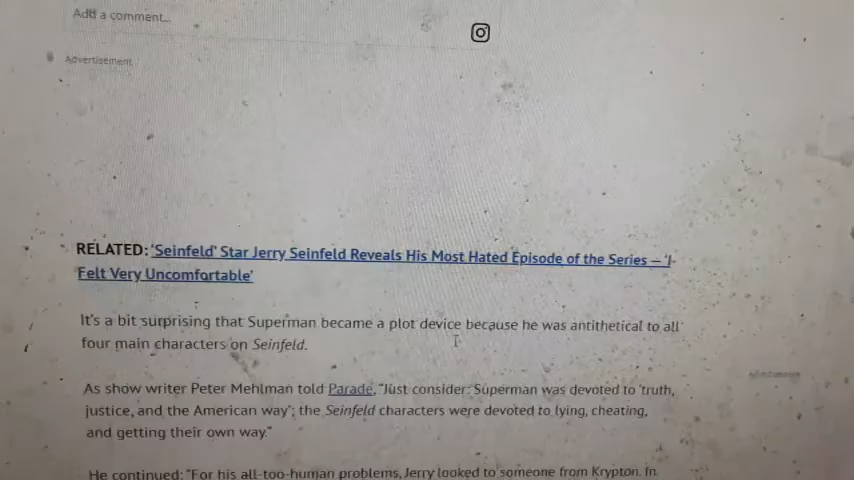 Add a comment...
Advertisement
RELATED: 'Seinfeld' Star Jerry Seinfeld Reveals His Most Hated Episode of the Series – 'I
Felt Very Uncomfortable'
It's a bit surprising that Superman became a plot device because he was antithetical to all
four main characters on Seinfeld.
Advertisement
As show writer Peter Mehlman told Parade, "Just consider: Superman was devoted to 'truth,
justice, and the American way'; the Seinfeld characters were devoted to lying, cheating,
and getting their own way."
He continued: "For his all-too-human problems, Jerry looked to someone from Krypton. In